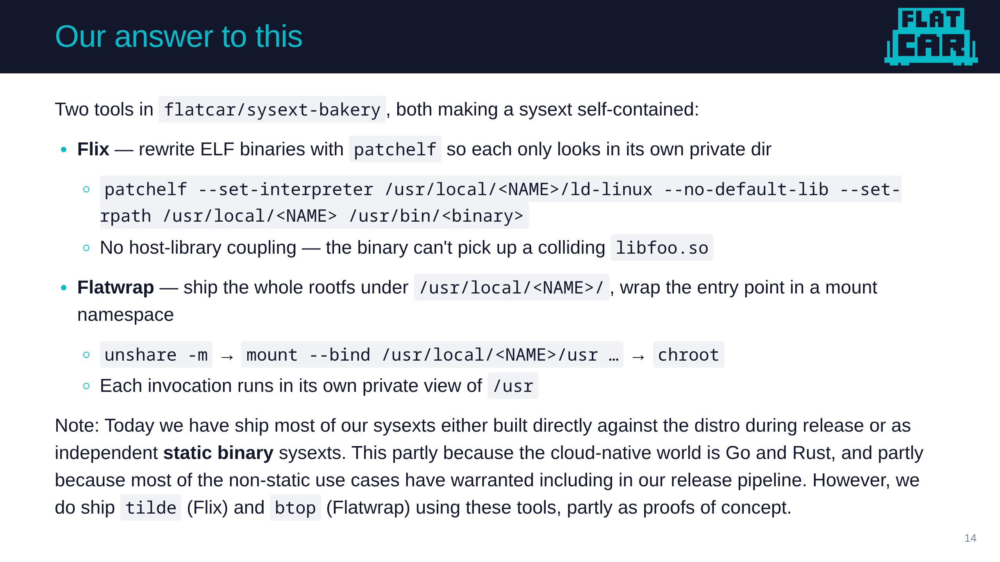 Our answer to this
FLAT
CAR
Two tools in flatcar/sysext-bakery, both making a sysext self-contained:
• Flix — rewrite ELF binaries with patchelf so each only looks in its own private dir
◦ patchelf --set-interpreter /usr/local/<NAME>/ld-linux --no-default-lib --set-
rpath /usr/local/<NAME> /usr/bin/<binary>
◦ No host-library coupling — the binary can't pick up a colliding libfoo.so
• Flatwrap — ship the whole rootfs under /usr/local/<NAME>/, wrap the entry point in a mount
namespace
◦ unshare -m → mount --bind /usr/local/<NAME>/usr … → chroot
◦ Each invocation runs in its own private view of /usr
Note: Today we have ship most of our sysexts either built directly against the distro during release or as
independent static binary sysexts. This partly because the cloud-native world is Go and Rust, and partly
because most of the non-static use cases have warranted including in our release pipeline. However, we
do ship tilde (Flix) and btop (Flatwrap) using these tools, partly as proofs of concept.
14